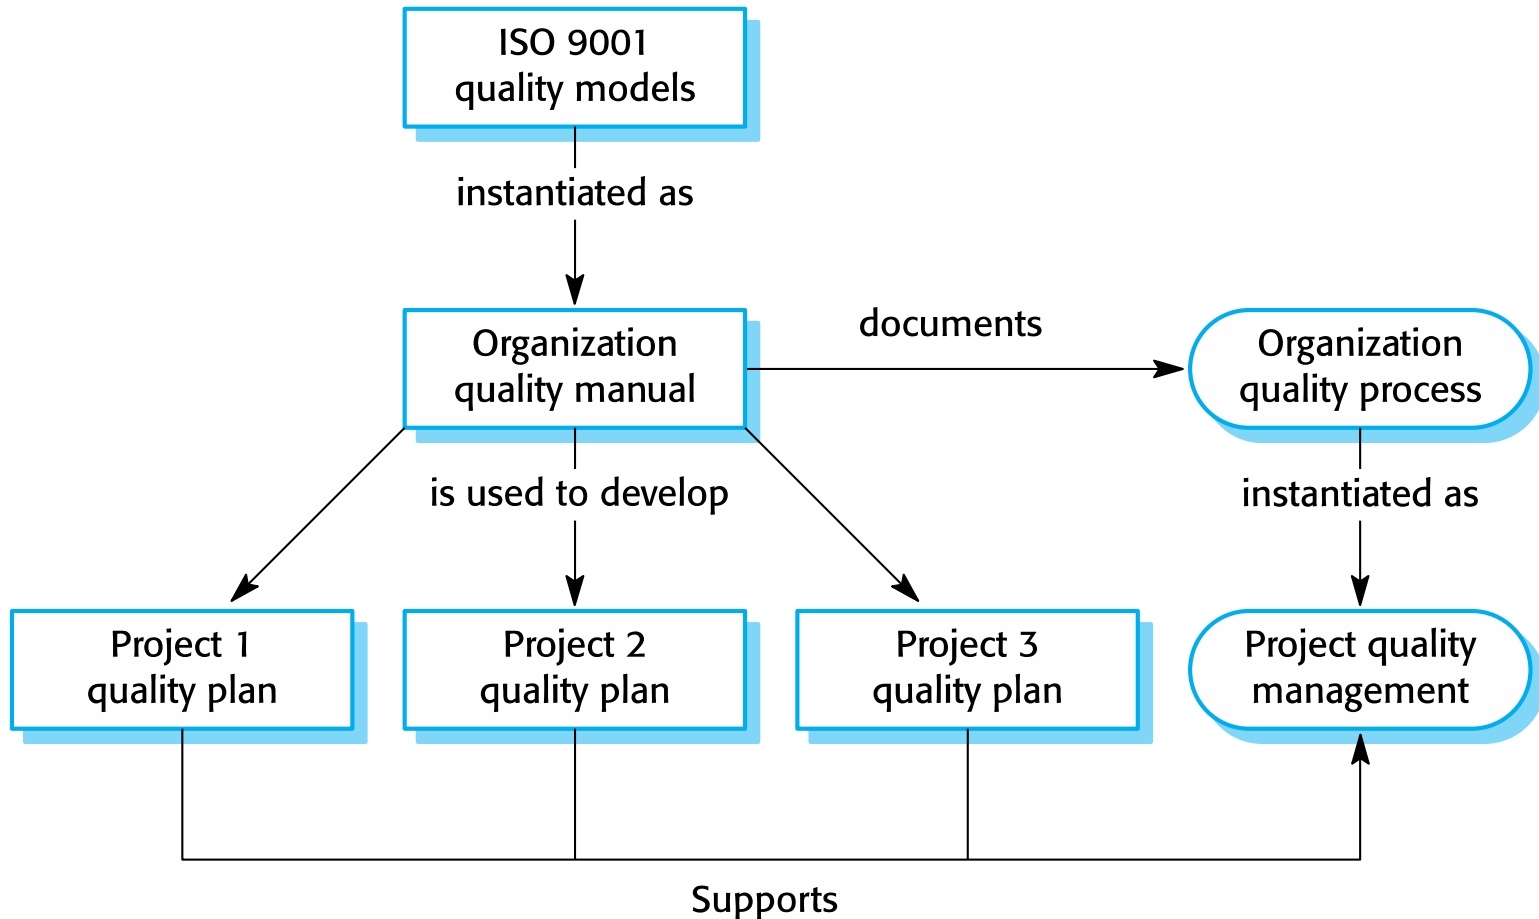 ISO 9001
quality models
instantiated as
Organization
quality manual
documents
Organization
quality process
is used to develop
instantiated as
Project 1
quality plan
Project 2
quality plan
Project 3
quality plan
Project quality
management
Supports